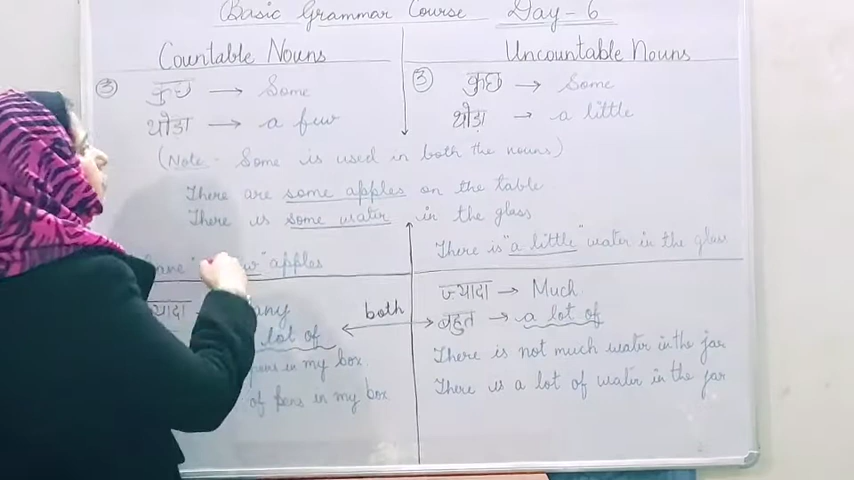 Basic Grammar Course Day - 6
Countable Nouns
③ कुछ → Some
थोड़ा → a few
Uncountable Nouns
③ कुछ → Some
थोड़ा → a little
(Note - Some is used in both the nouns)
There are some apples on the table
There is some water in the glass
have " w" apples
There is "a little" water in the glass
any
lot of
both
pens in my box.
of pens in my box
ज्यादा → Much
बहुत → a lot of
There is not much water in the jar
There is a lot of water in the jar